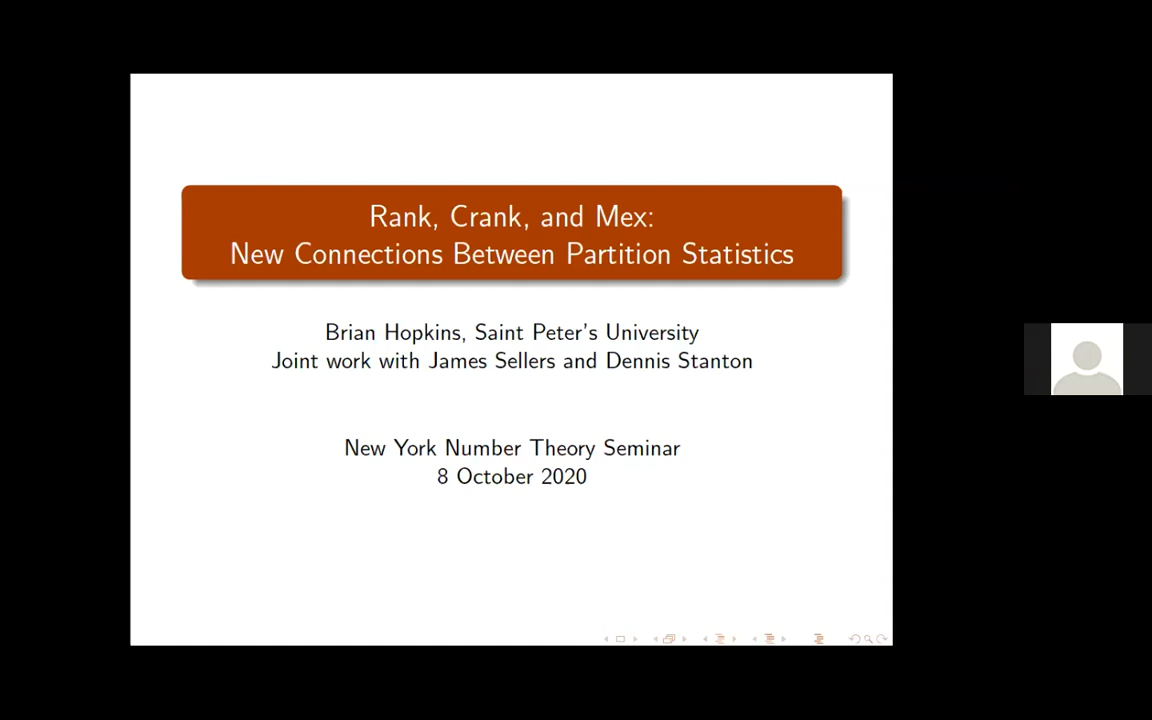 Rank, Crank, and Mex:
New Connections Between Partition Statistics
Brian Hopkins, Saint Peter's University
Joint work with James Sellers and Dennis Stanton
New York Number Theory Seminar
8 October 2020